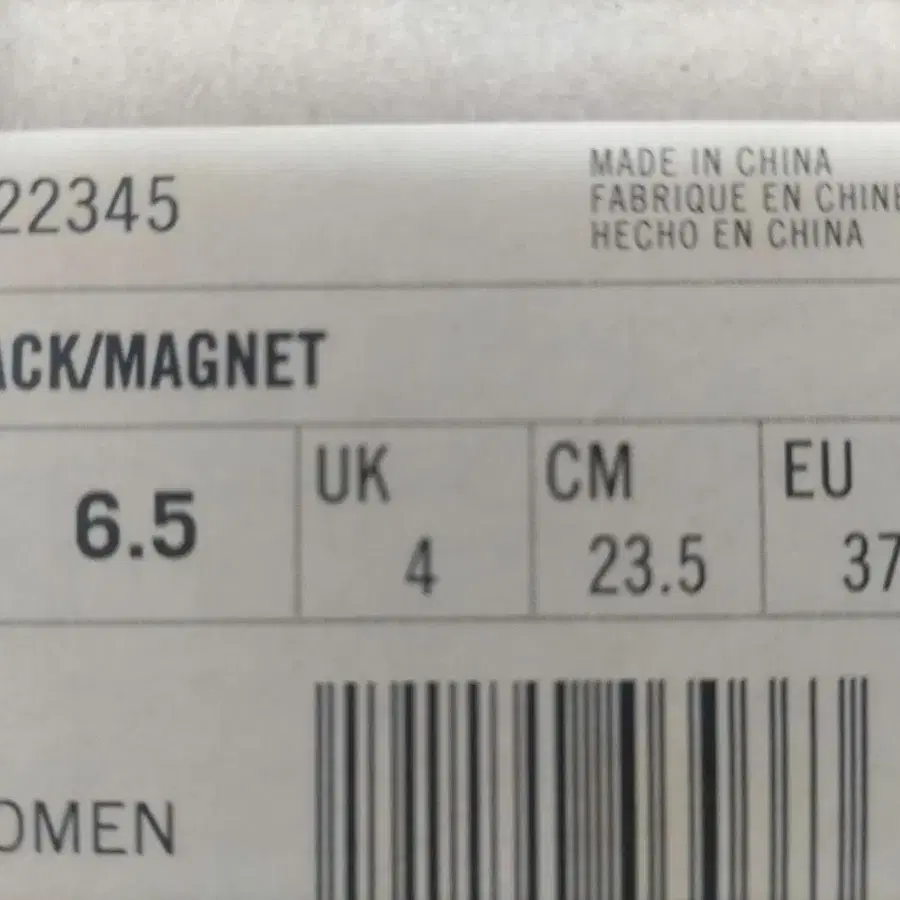 22345
MADE IN CHINA
FABRIQUE EN CHINE
HECHO EN CHINA
ACK/MAGNET
6.5
UK
4
CM
23.5
EU
37
OMEN